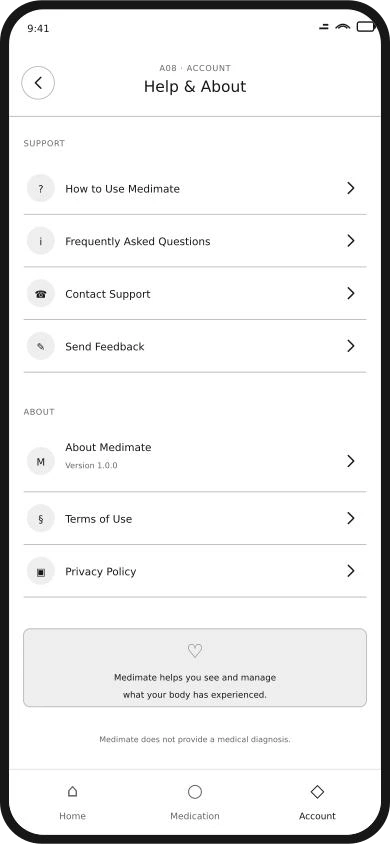 9:41
A08 · ACCOUNT
Help & About
SUPPORT
? How to Use Medimate
i Frequently Asked Questions
☎ Contact Support
✎ Send Feedback
ABOUT
About Medimate
M
Version 1.0.0
§ Terms of Use
▣ Privacy Policy
♡
Medimate helps you see and manage
what your body has experienced.
Medimate does not provide a medical diagnosis.
Home Medication Account